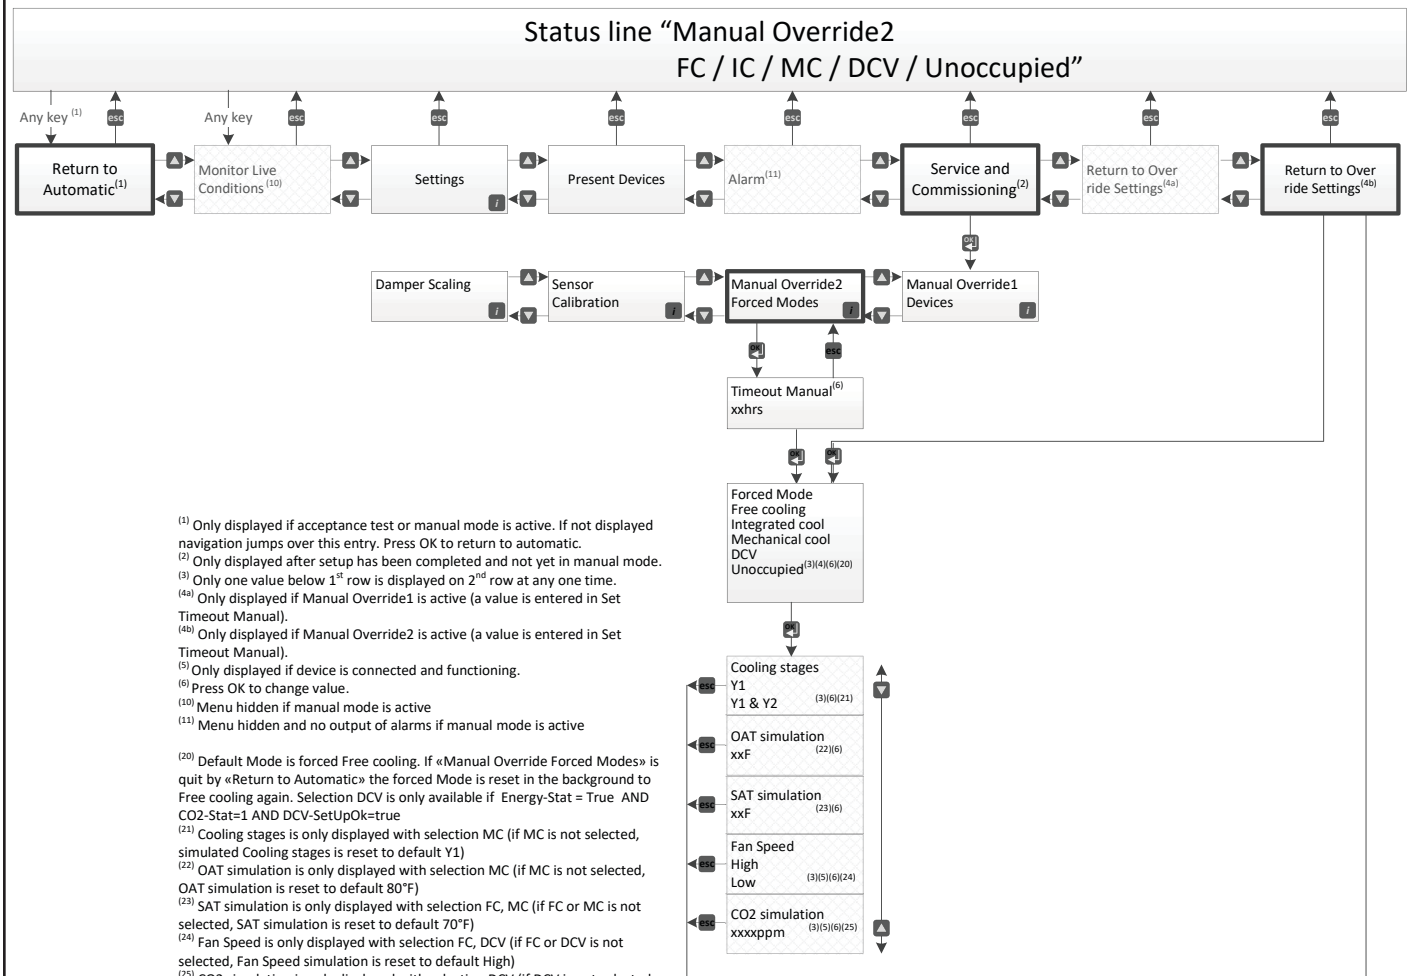 Status line “Manual Override2
FC / IC / MC / DCV / Unoccupied”
Any key (1)
esc
Any key
esc
esc
esc
esc
esc
esc
esc
Return to
Automatic(1)
Monitor Live
Conditions (10)
Settings
i
Present Devices
Alarm(11)
Service and
Commissioning(2)
Return to Over
ride Settings(4a)
Return to Over
ride Settings(4b)
OK
Damper Scaling
i
Sensor
Calibration
i
Manual Override2
Forced Modes
i
Manual Override1
Devices
i
OK
esc
Timeout Manual(6)
xxhrs
OK
OK
Forced Mode
Free cooling
Integrated cool
Mechanical cool
DCV
Unoccupied(3)(4)(6)(20)
OK
Cooling stages
Y1
Y1 & Y2 (3)(6)(21)
esc
OAT simulation
xxF (22)(6)
esc
SAT simulation
xxF (23)(6)
esc
Fan Speed
High
Low (3)(5)(6)(24)
esc
CO2 simulation
xxxxppm (3)(5)(6)(25)
esc
(1) Only displayed if acceptance test or manual mode is active. If not displayed
navigation jumps over this entry. Press OK to return to automatic.
(2) Only displayed after setup has been completed and not yet in manual mode.
(3) Only one value below 1st row is displayed on 2nd row at any one time.
(4a) Only displayed if Manual Override1 is active (a value is entered in Set
Timeout Manual).
(4b) Only displayed if Manual Override2 is active (a value is entered in Set
Timeout Manual).
(5) Only displayed if device is connected and functioning.
(6) Press OK to change value.
(10) Menu hidden if manual mode is active
(11) Menu hidden and no output of alarms if manual mode is active
(20) Default Mode is forced Free cooling. If «Manual Override Forced Modes» is
quit by «Return to Automatic» the forced Mode is reset in the background to
Free cooling again. Selection DCV is only available if Energy-Stat = True AND
CO2-Stat=1 AND DCV-SetUpOk=true
(21) Cooling stages is only displayed with selection MC (if MC is not selected,
simulated Cooling stages is reset to default Y1)
(22) OAT simulation is only displayed with selection MC (if MC is not selected,
OAT simulation is reset to default 80°F)
(23) SAT simulation is only displayed with selection FC, MC (if FC or MC is not
selected, SAT simulation is reset to default 70°F)
(24) Fan Speed is only displayed with selection FC, DCV (if FC or DCV is not
selected, Fan Speed simulation is reset to default High)